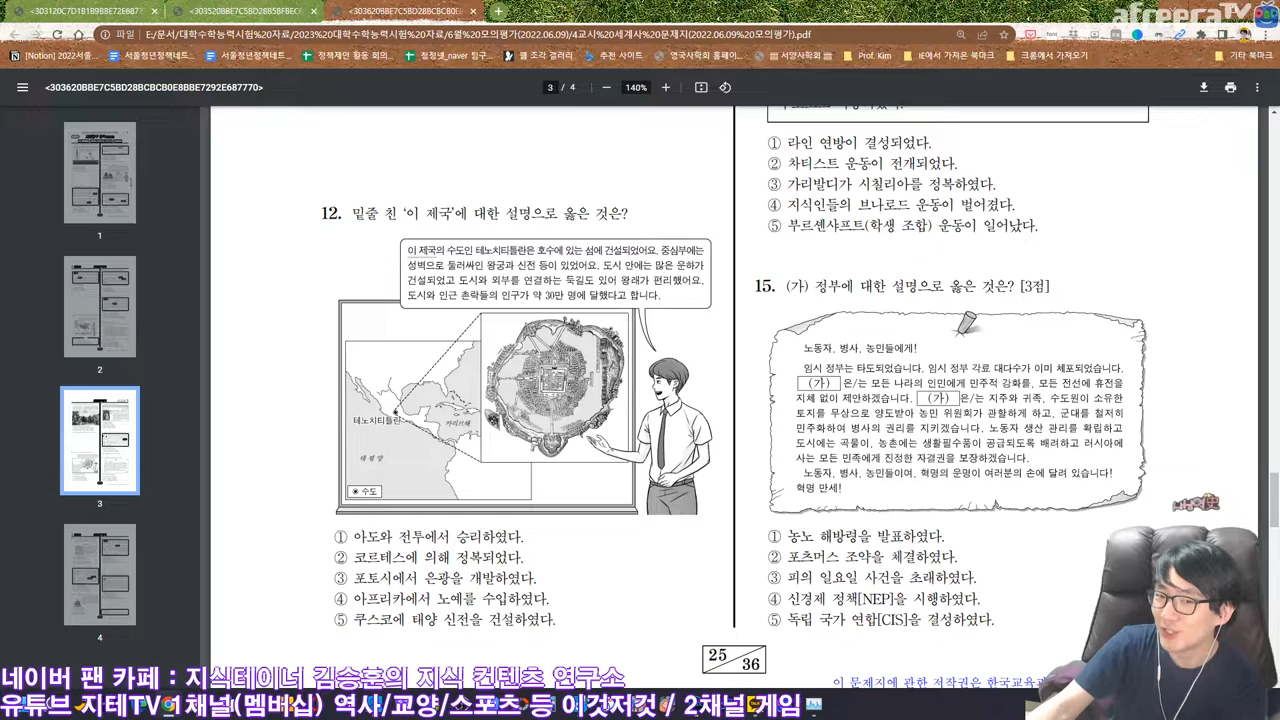 <303120C7D1B1B9BBE7E2E687
<303520BBE7C5BD28B5BFBEC
<303620BBE7C5BD28BCBCB0E
afreecaTV
파일
E:/문서/대학수학능력시험%20자료/2023%20대학수학능력시험%20자료/6월%20모의평가(2022.06.09)/4교시%20세계사%20문제지(2022.06.09%20모의평가).pdf
[Notion] 2022서울...
서울청년정책네트...
서울청년정책네트...
정책제안 활동 회의...
청정넷_naver 팀구...
웹 조각 갤러리
추천 사이트
영국사학회 홈페이...
:: 서양사학회 ::
Prof. Kim
IE에서 가져온 북마크
크롬에서 가져오기
기타 북마크
<303620BBE7C5BD28BCBCB0E8BBE7292E687770>
3 / 4
140%
1
2
3
4
12. 밑줄 친 ‘이 제국’에 대한 설명으로 옳은 것은?
이 제국의 수도인 테노치티틀란은 호수에 있는 섬에 건설되었어요. 중심부에는
성벽으로 둘러싸인 왕궁과 신전 등이 있었어요. 도시 안에는 많은 운하가
건설되었고 도시와 외부를 연결하는 둑길도 있어 왕래가 편리했어요.
도시와 인근 촌락들의 인구가 약 30만 명에 달했다고 합니다.
테노치티틀란
카리브해
태평양
수도
① 아도와 전투에서 승리하였다.
② 코르테스에 의해 정복되었다.
③ 포토시에서 은광을 개발하였다.
④ 아프리카에서 노예를 수입하였다.
⑤ 쿠스코에 태양 신전을 건설하였다.
① 라인 연방이 결성되었다.
② 차티스트 운동이 전개되었다.
③ 가리발디가 시칠리아를 정복하였다.
④ 지식인들의 브나로드 운동이 벌어졌다.
⑤ 부르셴샤프트(학생 조합) 운동이 일어났다.
15. (가) 정부에 대한 설명으로 옳은 것은? [3점]
노동자, 병사, 농민들에게!
임시 정부는 타도되었습니다. 임시 정부 각료 대다수가 이미 체포되었습니다.
(가) 은/는 모든 나라의 인민에게 민주적 강화를, 모든 전선에 휴전을
지체 없이 제안하겠습니다. (가) 은/는 지주와 귀족, 수도원이 소유한
토지를 무상으로 양도받아 농민 위원회가 관할하게 하고, 군대를 철저히
민주화하여 병사의 권리를 지키겠습니다. 노동자 생산 관리를 확립하고
도시에는 곡물이, 농촌에는 생활필수품이 공급되도록 배려하고 러시아에
사는 모든 민족에게 진정한 자결권을 보장하겠습니다.
노동자, 병사, 농민들이여, 혁명의 운명이 여러분의 손에 달려 있습니다!
혁명 만세!
① 농노 해방령을 발표하였다.
② 포츠머스 조약을 체결하였다.
③ 피의 일요일 사건을 초래하였다.
④ 신경제 정책[NEP]을 시행하였다.
⑤ 독립 국가 연합[CIS]을 결성하였다.
25
36
이 문제지에 관한 저작권은 한국교육과
네이버 팬 카페 : 지식테이너 김승훈의 지식 컨텐츠 연구소
유튜브 지테TV 1채널(멤버십) 역사/교양/스포츠 등 이것저것 / 2채널 게임